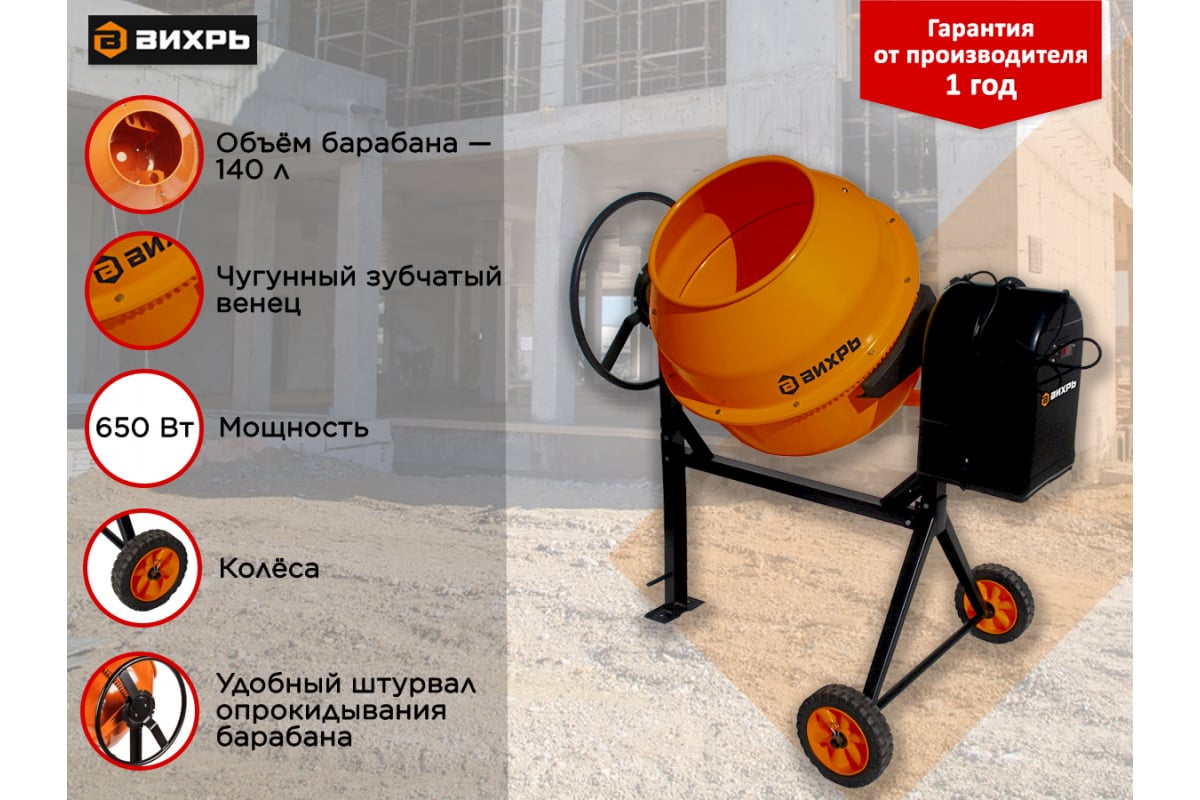 ВИХРЬ
Гарантия
от производителя
1 год
Объём барабана —
140 л
ВИ
Чугунный зубчатый
венец
650 Вт
Мощность
Колёса
Удобный штурвал
опрокидывания
барабана
ВИХРЬ
ВИХРЬ